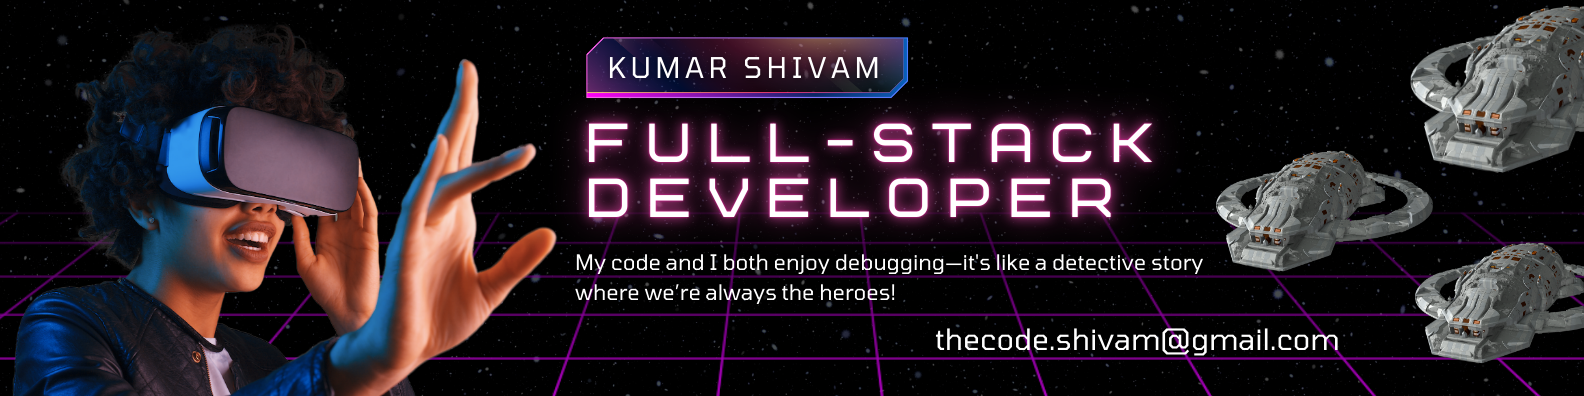 KUMAR SHIVAM
FULL-STACK
DEVELOPER
My code and I both enjoy debugging—it's like a detective story
where we’re always the heroes!
thecode.shivam@gmail.com